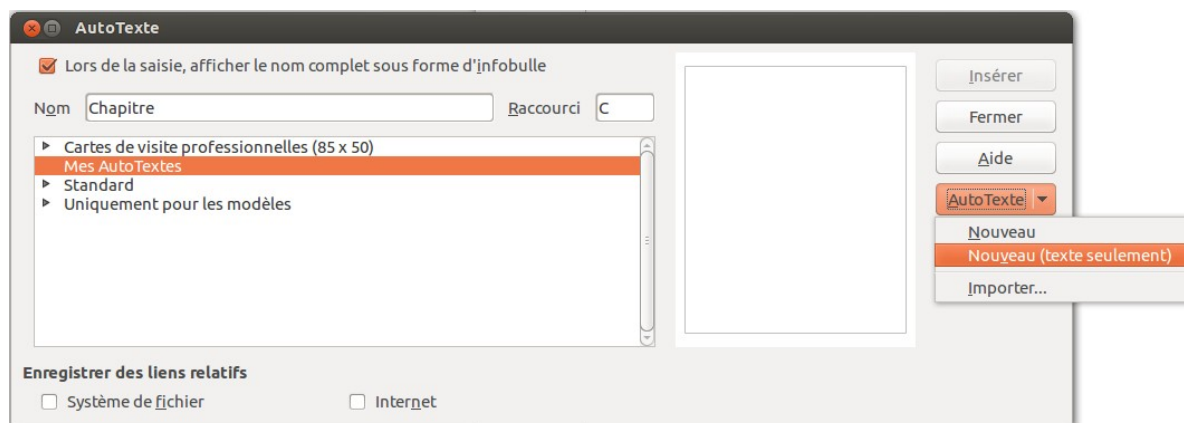 AutoTexte
Lors de la saisie, afficher le nom complet sous forme d'infobulle
Nom Chapitre Raccourci C
Cartes de visite professionnelles (85 x 50)
Mes AutoTextes
Standard
Uniquement pour les modèles
Insérer
Fermer
Aide
AutoTexte
Nouveau
Nouveau (texte seulement)
Importer...
Enregistrer des liens relatifs
Système de fichier Internet